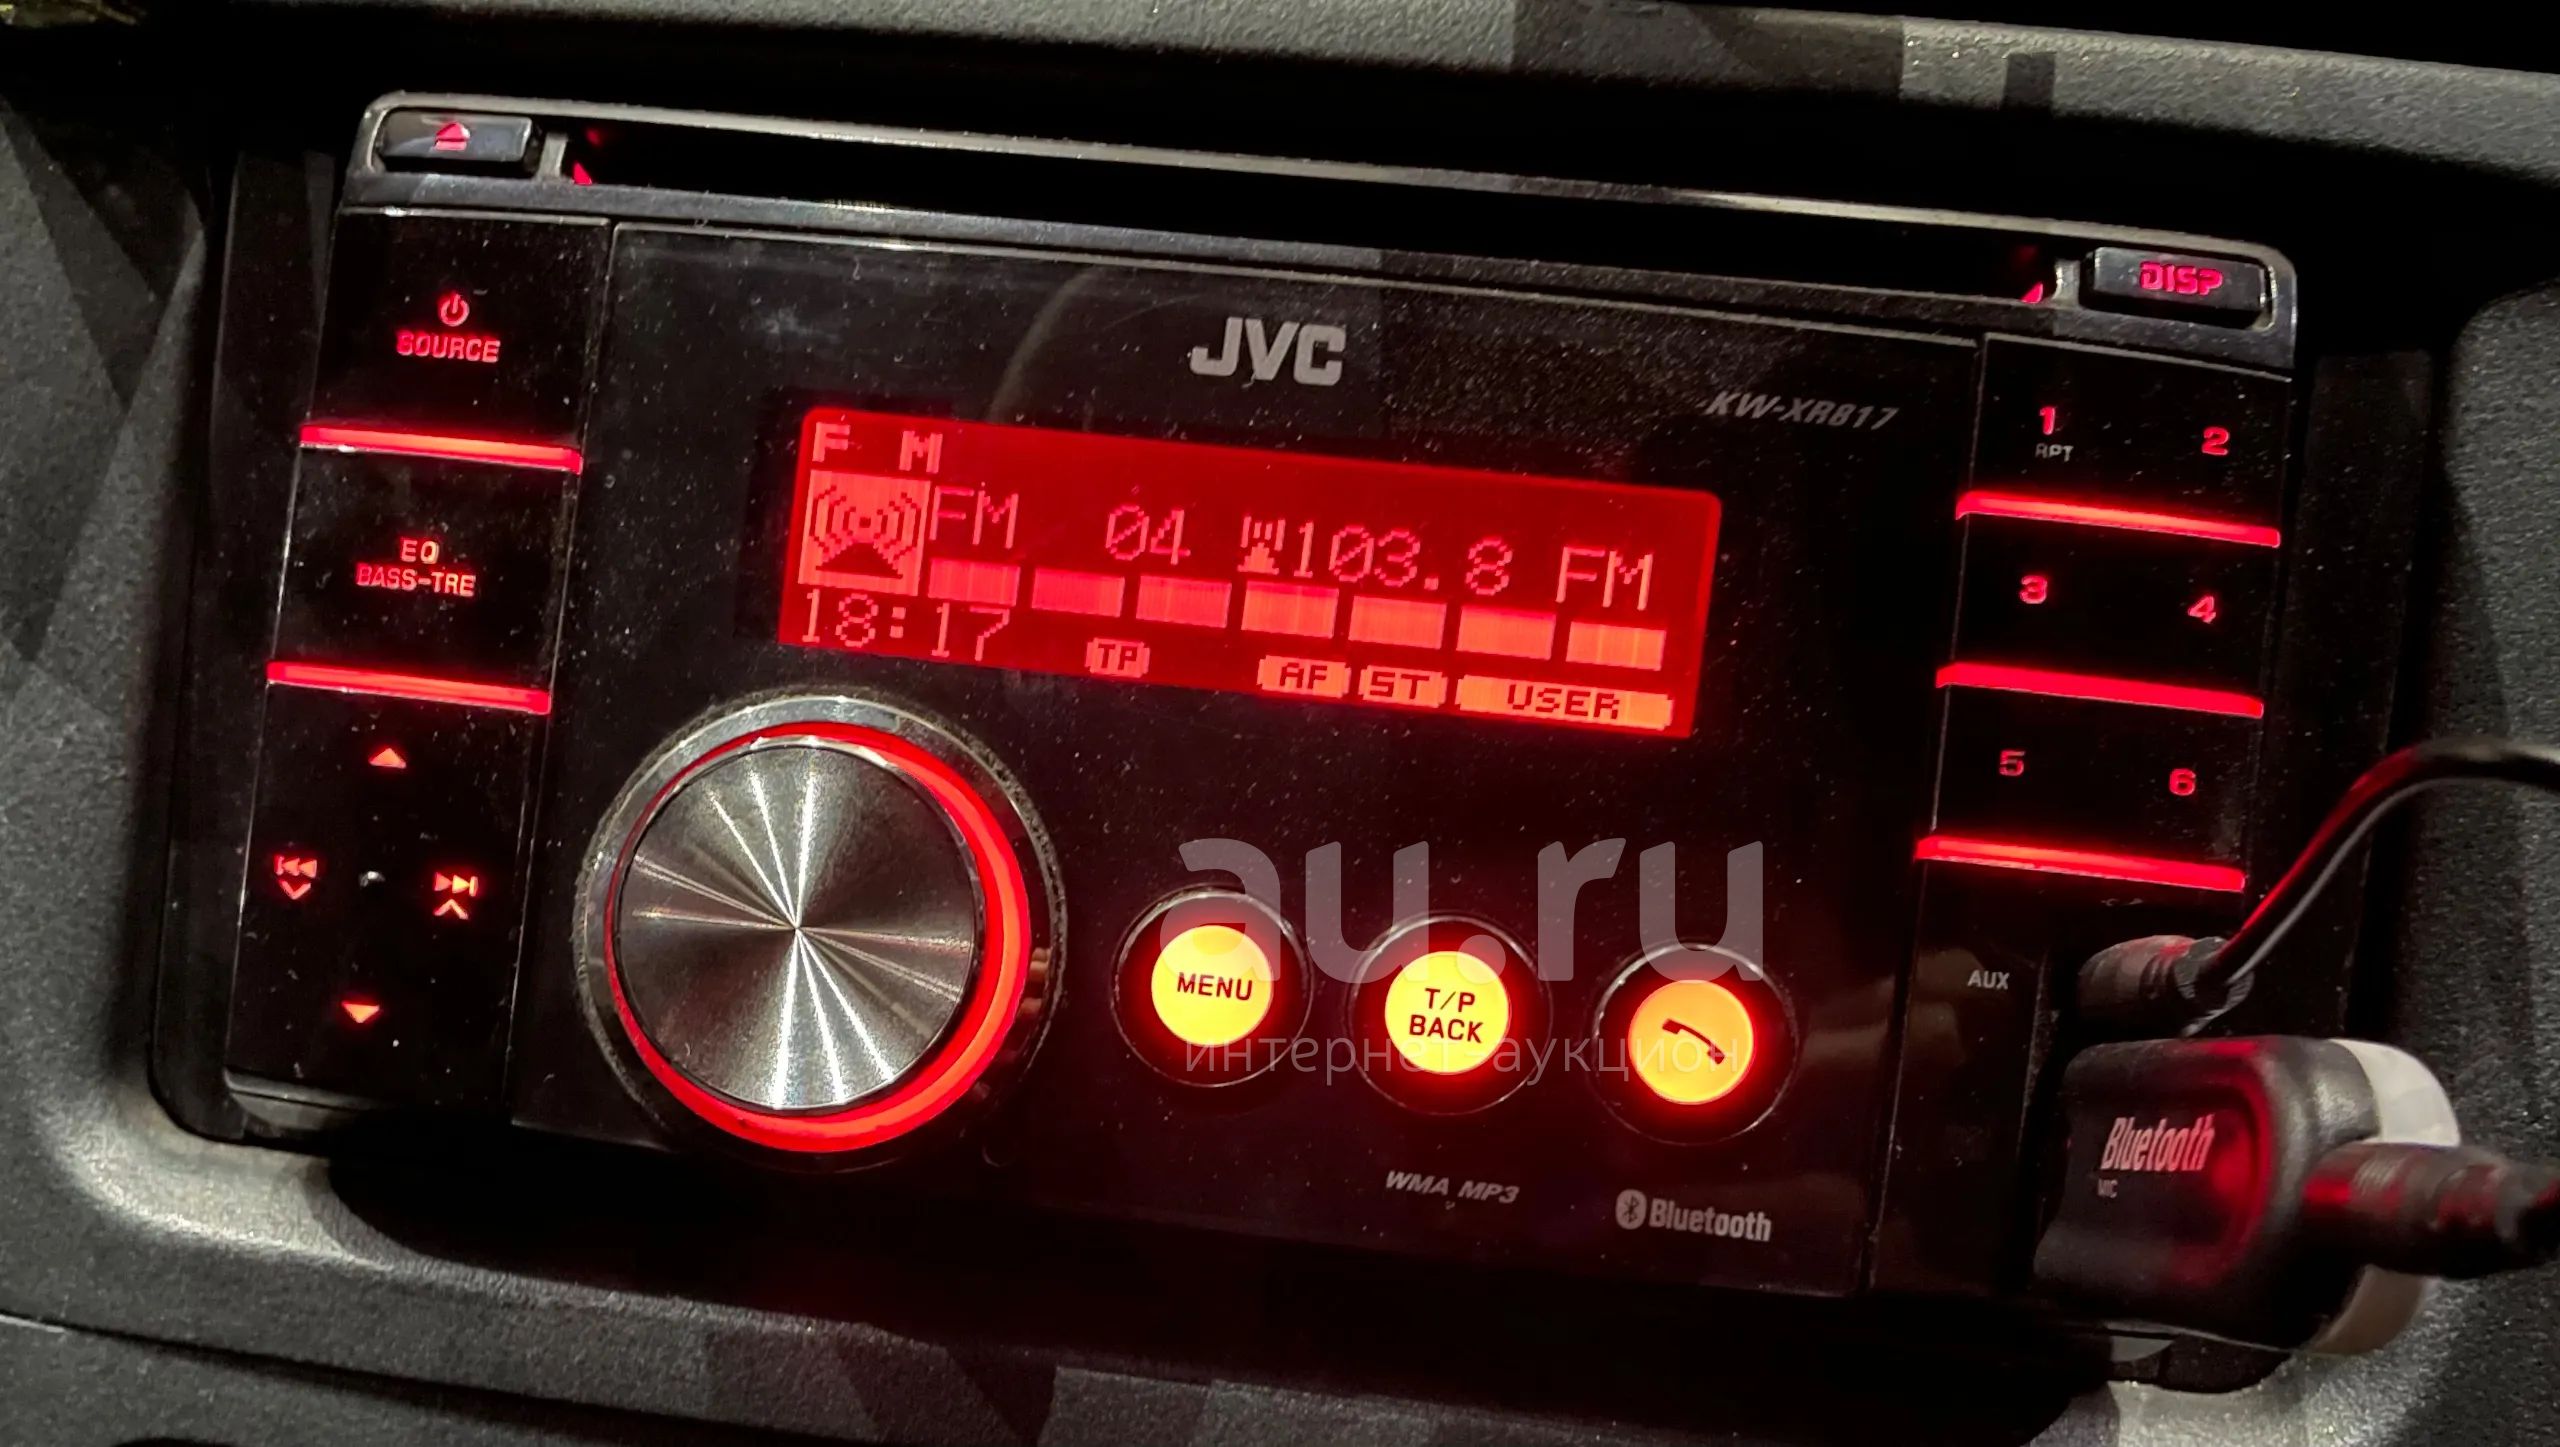 DISP
SOURCE
JVC
KW-XR817
1
RPT
2
F M
FM 04 103.8 FM
EQ
BASS-TRE
3
4
18:17 TP AF ST USER
5
6
au.ru
AUX
MENU
T/P
BACK
интернет-аукцион
Bluetooth
MIC
WMA MP3
Bluetooth